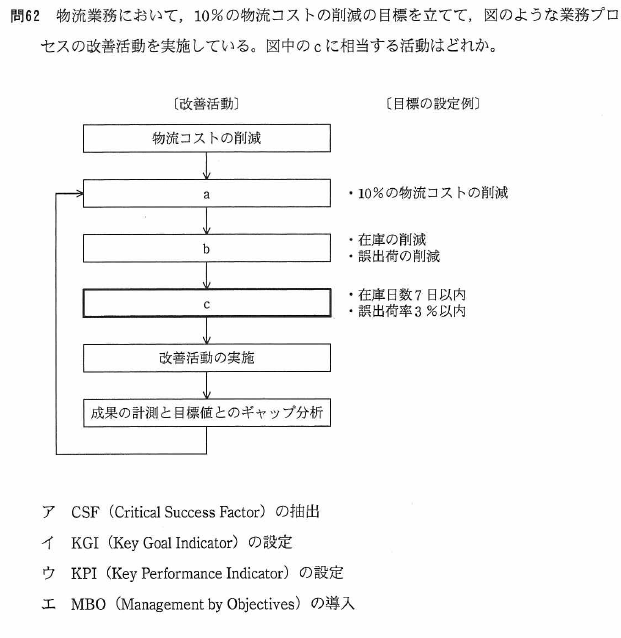 問62 物流業務において，10％の物流コストの削減の目標を立てて，図のような業務プロ
セスの改善活動を実施している。図中のcに相当する活動はどれか。
〔改善活動〕 〔目標の設定例〕
物流コストの削減
a ・10％の物流コストの削減
b ・在庫の削減
・誤出荷の削減
c ・在庫日数7日以内
・誤出荷率3％以内
改善活動の実施
成果の計測と目標値とのギャップ分析
ア CSF（Critical Success Factor）の抽出
イ KGI（Key Goal Indicator）の設定
ウ KPI（Key Performance Indicator）の設定
エ MBO（Management by Objectives）の導入